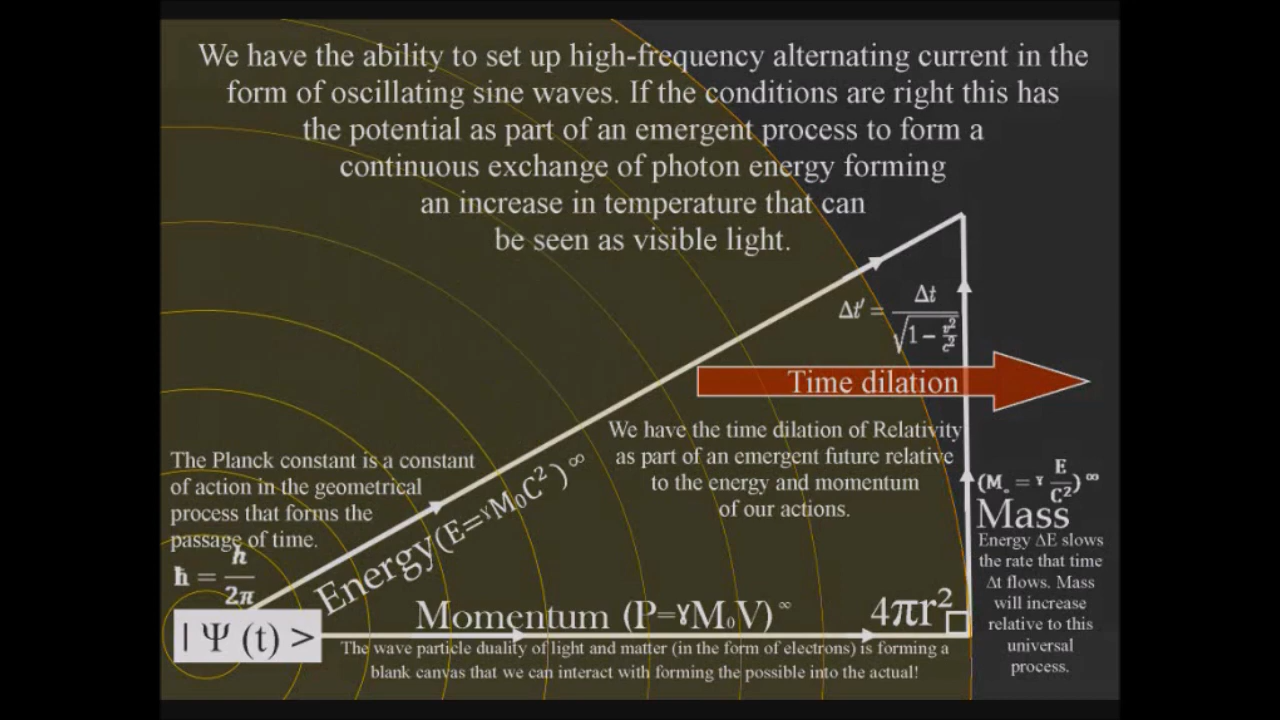 We have the ability to set up high-frequency alternating current in the
form of oscillating sine waves. If the conditions are right this has
the potential as part of an emergent process to form a
continuous exchange of photon energy forming
an increase in temperature that can
be seen as visible light.
Δt' = Δt / √(1 − v²/c²)
Time dilation
We have the time dilation of Relativity
as part of an emergent future relative
to the energy and momentum
of our actions.
The Planck constant is a constant
of action in the geometrical
process that forms the
passage of time.
ħ = h / 2π
Energy (E=ɤM₀C²)∞
(M₀ = ɤ E / C²)∞
Mass
Energy ΔE slows
the rate that time
Δt flows. Mass
will increase
relative to this
universal
process.
Momentum (P=ɤM₀V)∞
4πr²
| Ψ (t) >
The wave particle duality of light and matter (in the form of electrons) is forming a
blank canvas that we can interact with forming the possible into the actual!